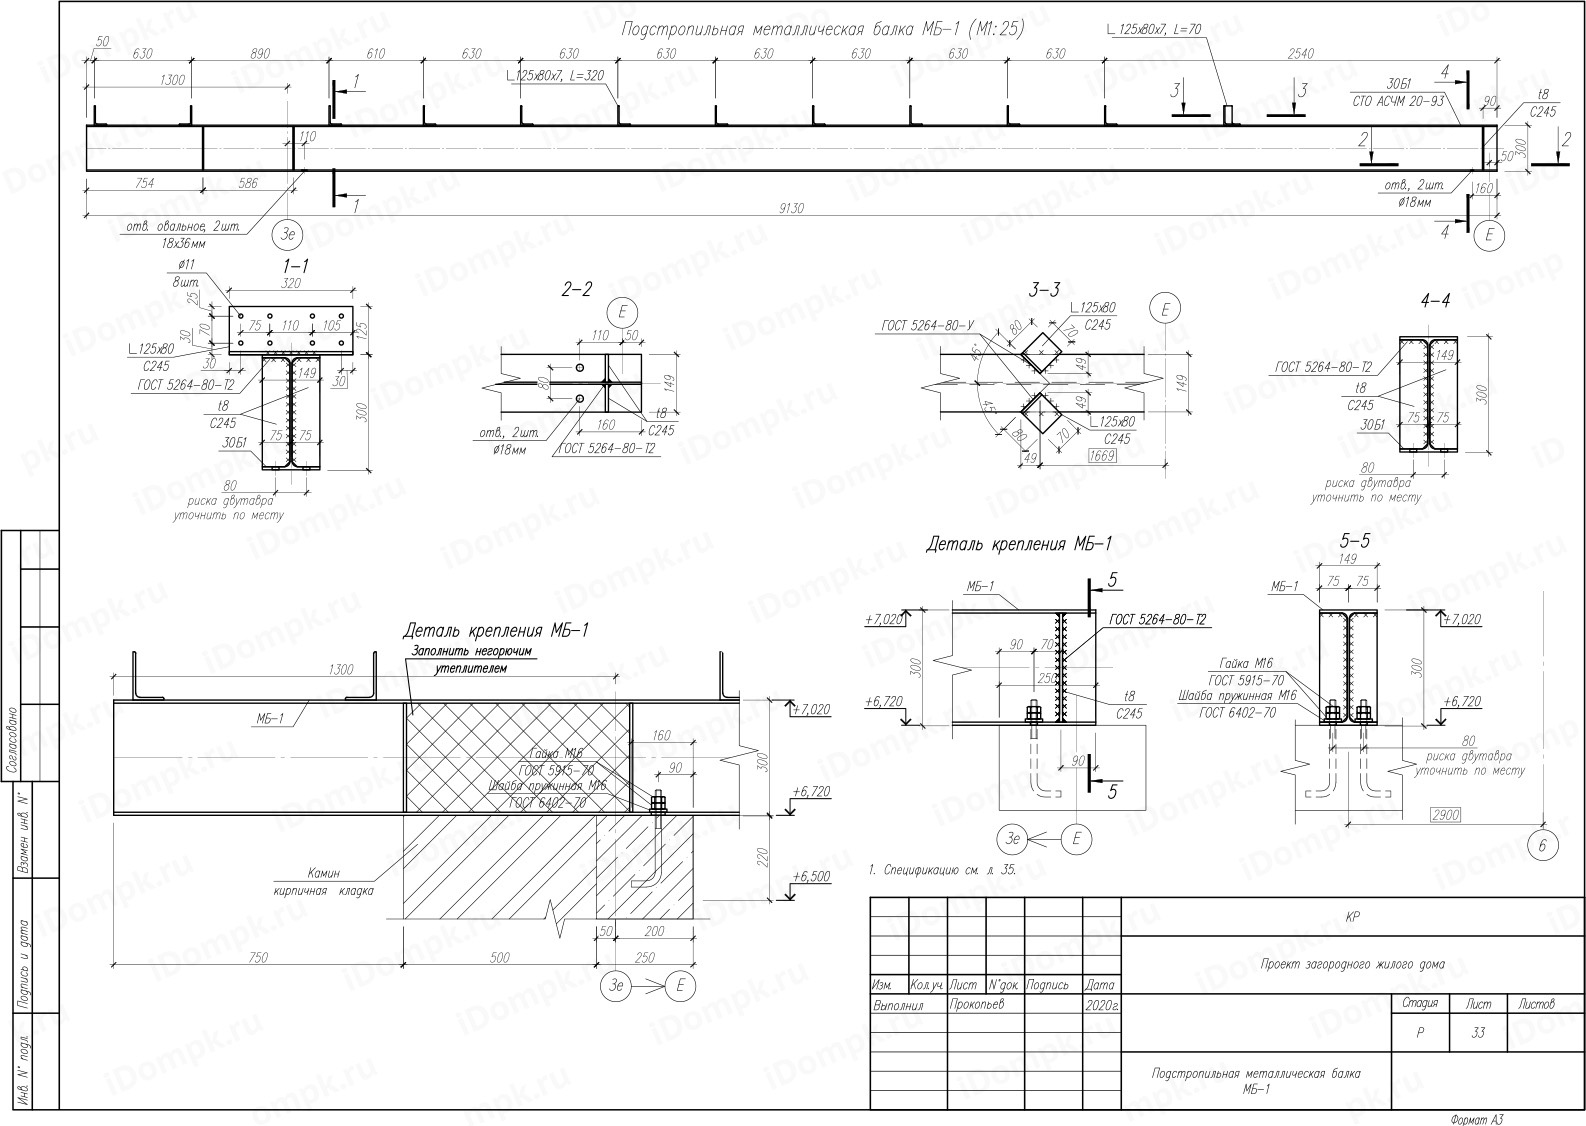 Подстропильная металлическая балка МБ-1 (М1:25)
50
630
890
610
630
630
630
630
630
630
630
2540
1300
1
∟125x80x7, L=320
∟125x80x7, L=70
3
3
30Б1
СТО АСЧМ 20-93
4
90
t8
С245
110
2
2
300
50
754
586
1
отв., 2шт.
Ø18мм
160
9130
отв. овальное, 2шт.
18х36мм
3е
4
Е
1-1
Ø11
8шт.
320
25
70
30
75
110
105
125
∟125x80
С245
30
149
30
ГОСТ 5264-80-Т2
t8
С245
75
75
300
30Б1
80
риска двутавра
уточнить по месту
2-2
Е
110
50
80
149
t8
С245
160
отв., 2шт.
Ø18мм
ГОСТ 5264-80-Т2
3-3
Е
∟125x80
С245
ГОСТ 5264-80-У
80
70
45°
49
149
45°
49
∟125x80
С245
80
70
49
1669
4-4
149
ГОСТ 5264-80-Т2
t8
С245
75
75
300
30Б1
80
риска двутавра
уточнить по месту
Деталь крепления МБ-1
МБ-1
5
+7,020
ГОСТ 5264-80-Т2
90
70
300
250
t8
С245
+6,720
90
5
3е
Е
5-5
149
75
75
МБ-1
+7,020
Гайка М16
ГОСТ 5915-70
Шайба пружинная М16
ГОСТ 6402-70
300
+6,720
80
риска двутавра
уточнить по месту
2900
6
Деталь крепления МБ-1
Заполнить негорючим
утеплителем
1300
МБ-1
+7,020
160
Гайка М16
ГОСТ 5915-70
90
300
Шайба пружинная М16
ГОСТ 6402-70
+6,720
220
Камин
кирпичная кладка
+6,500
50
200
750
500
250
3е
Е
1. Спецификацию см. л. 35.
КР
Проект загородного жилого дома
Изм.
Кол.уч.
Лист
N°док.
Подпись
Дата
Выполнил
Прокопьев
2020г.
Стадия
Лист
Листов
Р
33
Подстропильная металлическая балка
МБ-1
Формат А3
Согласовано
Взамен инв. N°
Подпись и дата
Инв. N° подл.
iDompk.ru